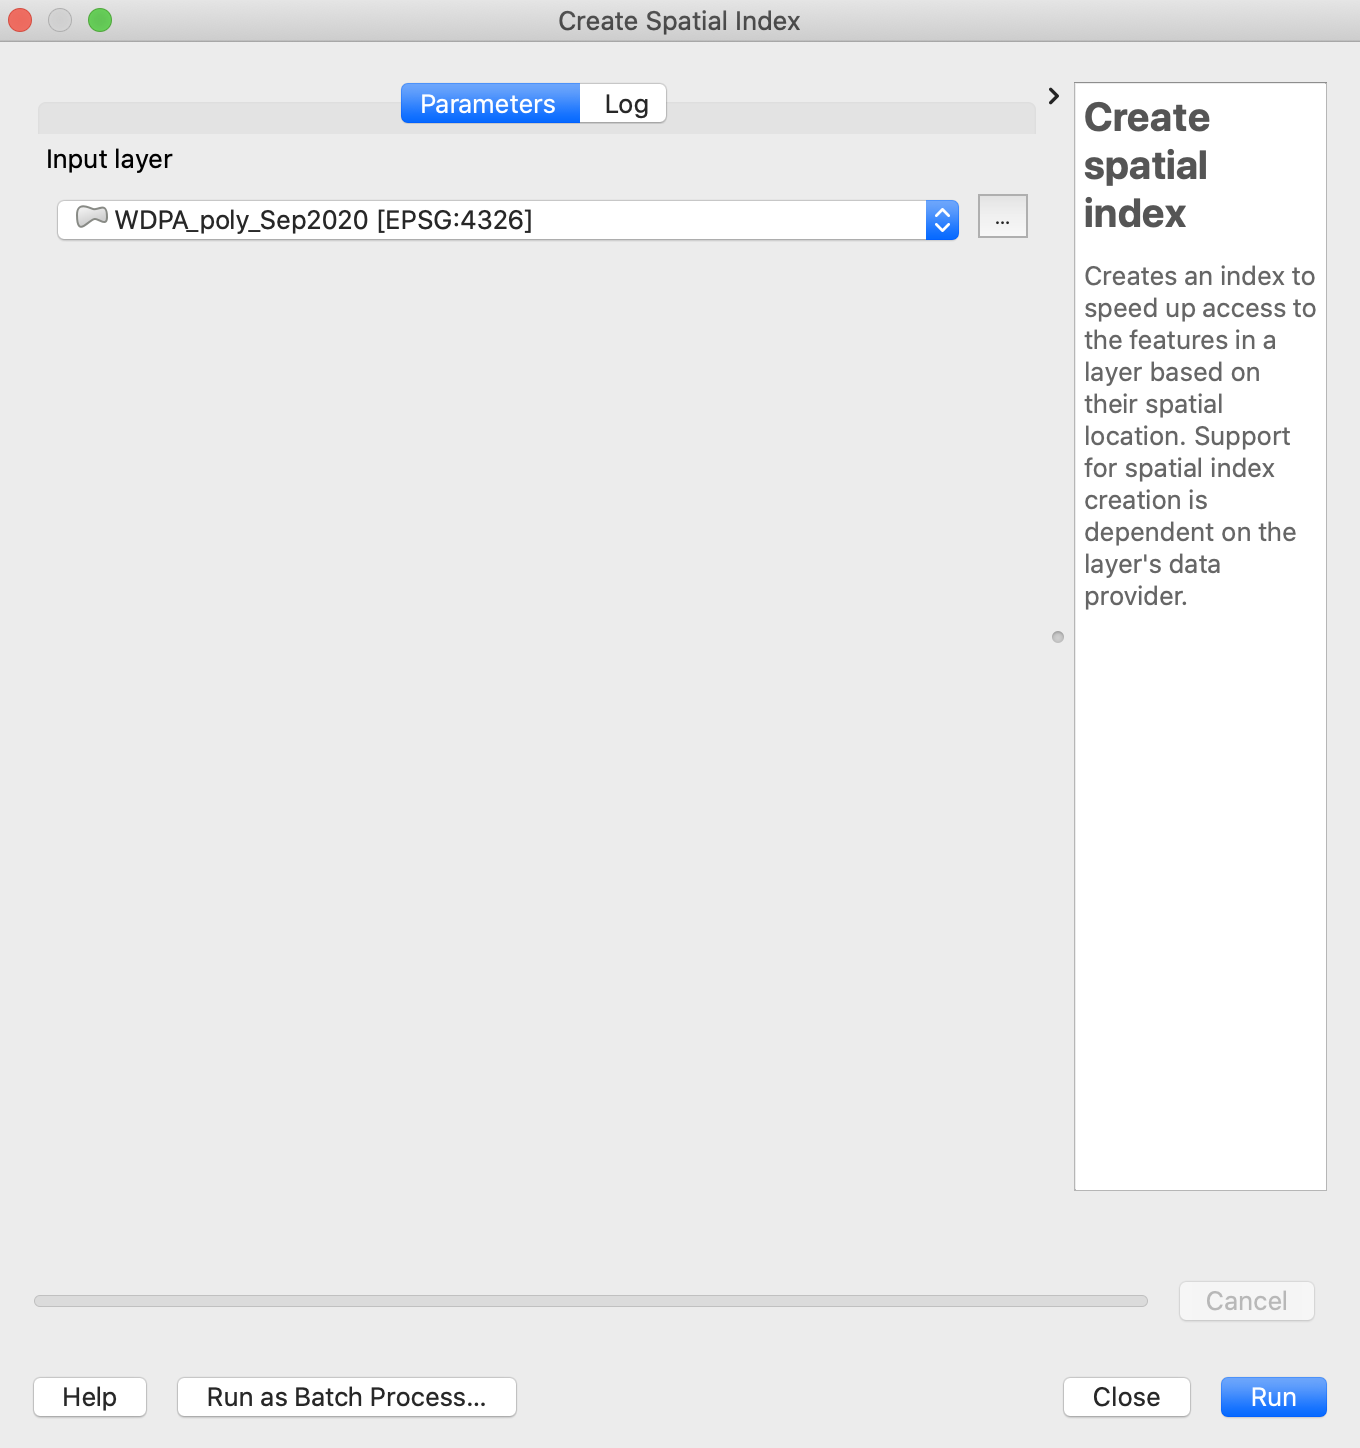 Create Spatial Index
Parameters
Log
Input layer
WDPA_poly_Sep2020 [EPSG:4326]
...
Create
spatial
index
Creates an index to
speed up access to
the features in a
layer based on
their spatial
location. Support
for spatial index
creation is
dependent on the
layer's data
provider.
Cancel
Help
Run as Batch Process...
Close
Run